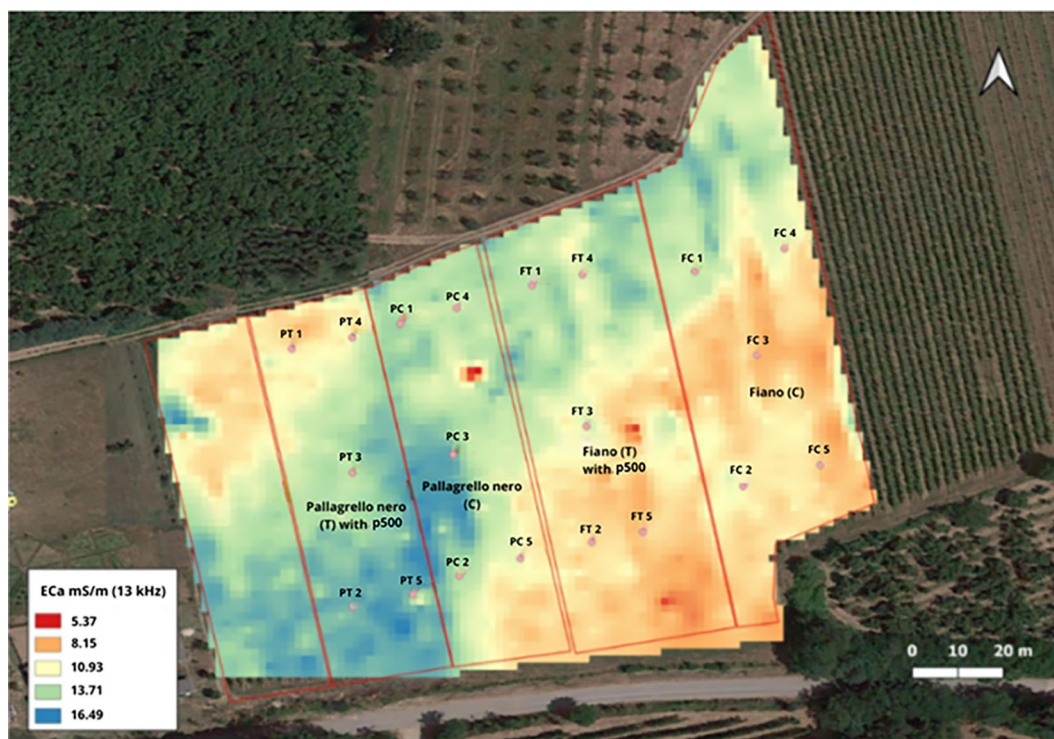 FC 4
FC 1
FT 4
FT 1
PC 4
PC 1
PT 4
PT 1
FC 3
Fiano (C)
FT 3
Fiano (T)
with p500
PC 3
FC 5
FC 2
PT 3
Pallagrello nero
(C)
Pallagrello nero
(T) with p500
FT 5
FT 2
PC 5
PC 2
PT 5
PT 2
ECa mS/m (13 kHz)
5.37
8.15
10.93
13.71
16.49
0 10 20 m